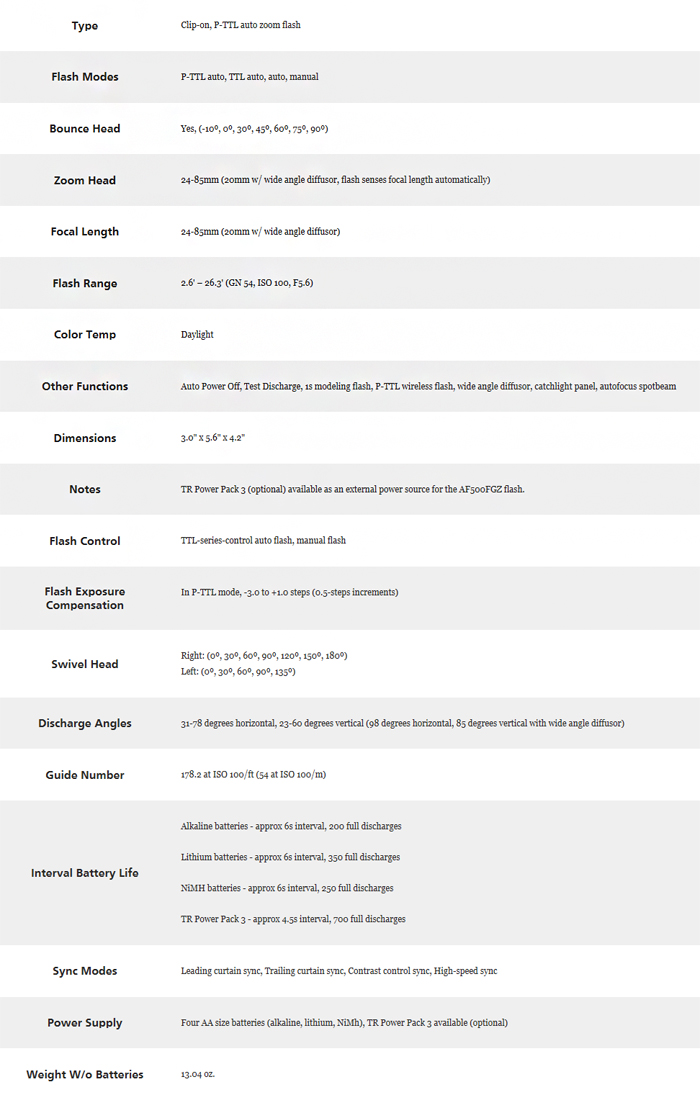 Type
Clip-on, P-TTL auto zoom flash
Flash Modes
P-TTL auto, TTL auto, auto, manual
Bounce Head
Yes, (-10º, 0º, 30º, 45º, 60º, 75º, 90º)
Zoom Head
24-85mm (20mm w/ wide angle diffusor, flash senses focal length automatically)
Focal Length
24-85mm (20mm w/ wide angle diffusor)
Flash Range
2.6' – 26.3' (GN 54, ISO 100, F5.6)
Color Temp
Daylight
Other Functions
Auto Power Off, Test Discharge, 1s modeling flash, P-TTL wireless flash, wide angle diffusor, catchlight panel, autofocus spotbeam
Dimensions
3.0" x 5.6" x 4.2"
Notes
TR Power Pack 3 (optional) available as an external power source for the AF500FGZ flash.
Flash Control
TTL-series-control auto flash, manual flash
Flash Exposure
Compensation
In P-TTL mode, -3.0 to +1.0 steps (0.5-steps increments)
Swivel Head
Right: (0º, 30º, 60º, 90º, 120º, 150º, 180º)
Left: (0º, 30º, 60º, 90º, 135º)
Discharge Angles
31-78 degrees horizontal, 23-60 degrees vertical (98 degrees horizontal, 85 degrees vertical with wide angle diffusor)
Guide Number
178.2 at ISO 100/ft (54 at ISO 100/m)
Interval Battery Life
Alkaline batteries - approx 6s interval, 200 full discharges
Lithium batteries - approx 6s interval, 350 full discharges
NiMH batteries - approx 6s interval, 250 full discharges
TR Power Pack 3 - approx 4.5s interval, 700 full discharges
Sync Modes
Leading curtain sync, Trailing curtain sync, Contrast control sync, High-speed sync
Power Supply
Four AA size batteries (alkaline, lithium, NiMh), TR Power Pack 3 available (optional)
Weight W/o Batteries
13.04 oz.